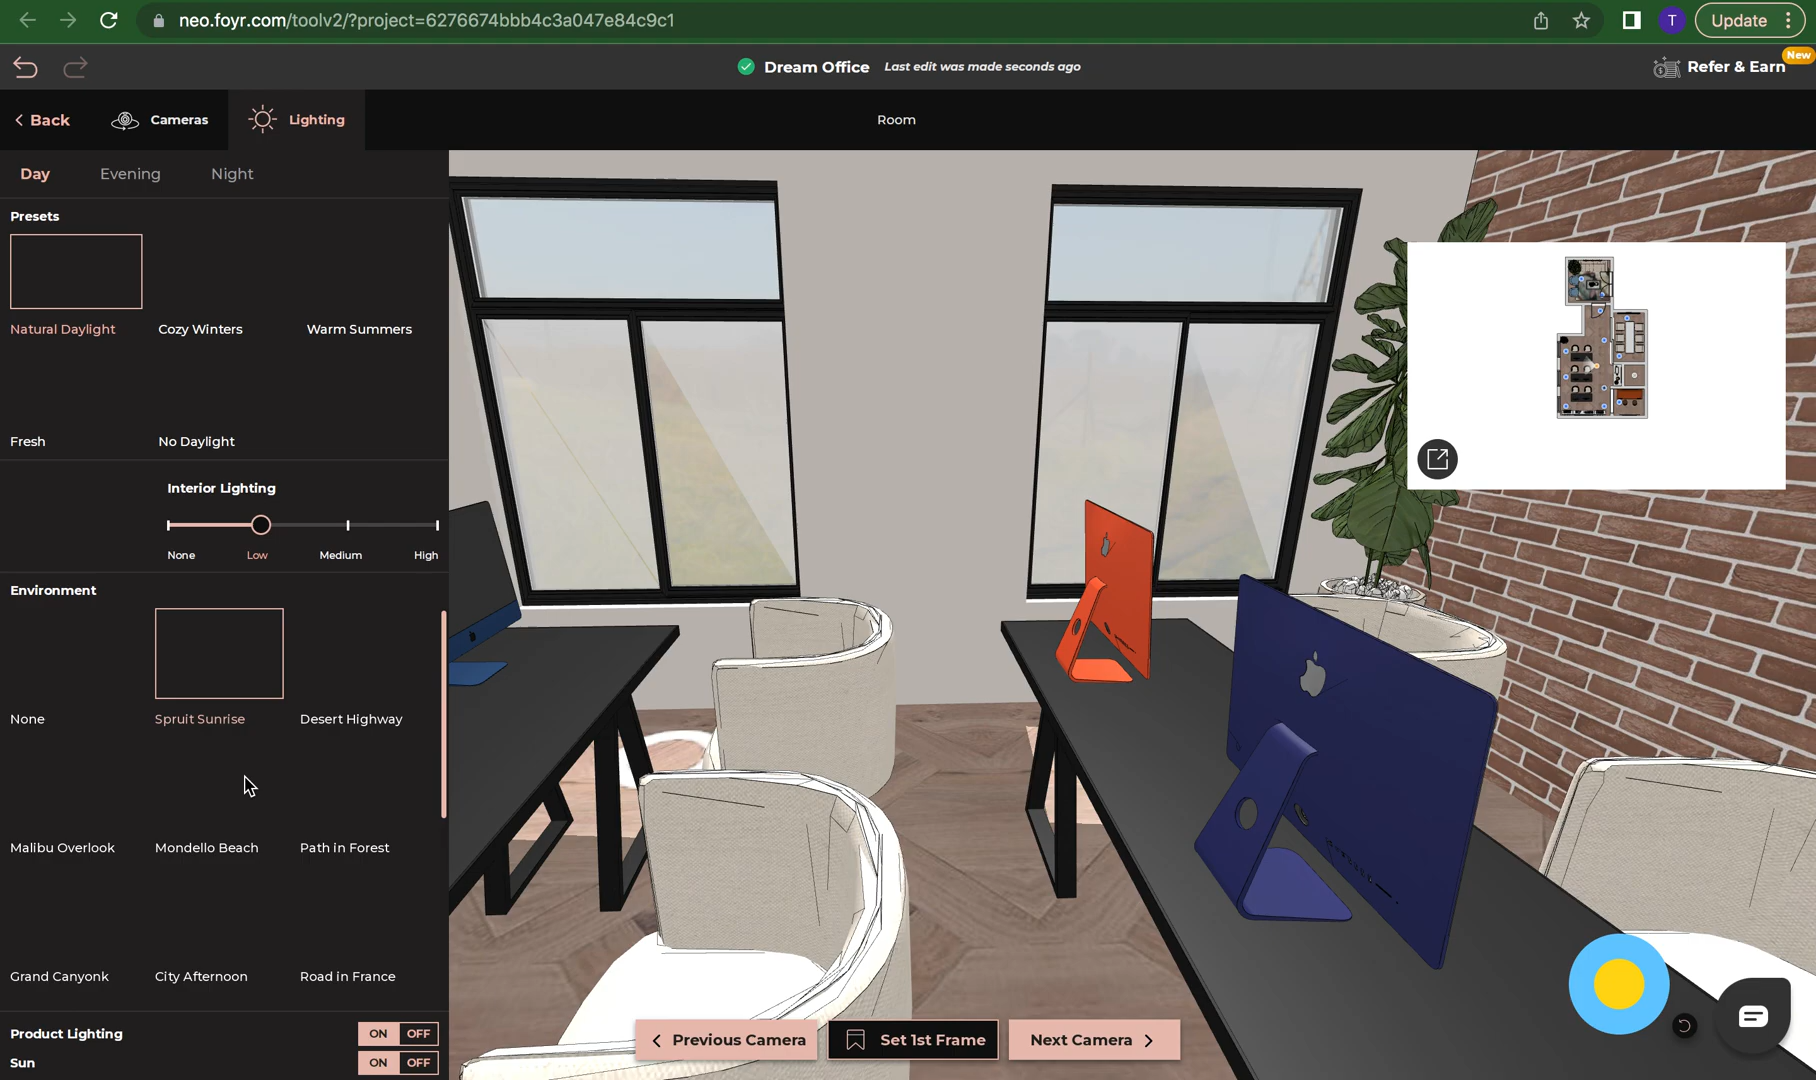 neo.foyr.com/toolv2/?project=6276674bbb4c3a047e84c9c1
T
Update
Dream Office Last edit was made seconds ago
New
Refer & Earn
Back
Cameras
Lighting
Room
Day Evening Night
Presets
Natural Daylight Cozy Winters Warm Summers
Fresh No Daylight
Interior Lighting
None Low Medium High
Environment
None Spruit Sunrise Desert Highway
Malibu Overlook Mondello Beach Path in Forest
Grand Canyonk City Afternoon Road in France
Product Lighting ON OFF
Sun ON OFF
Previous Camera Set 1st Frame Next Camera